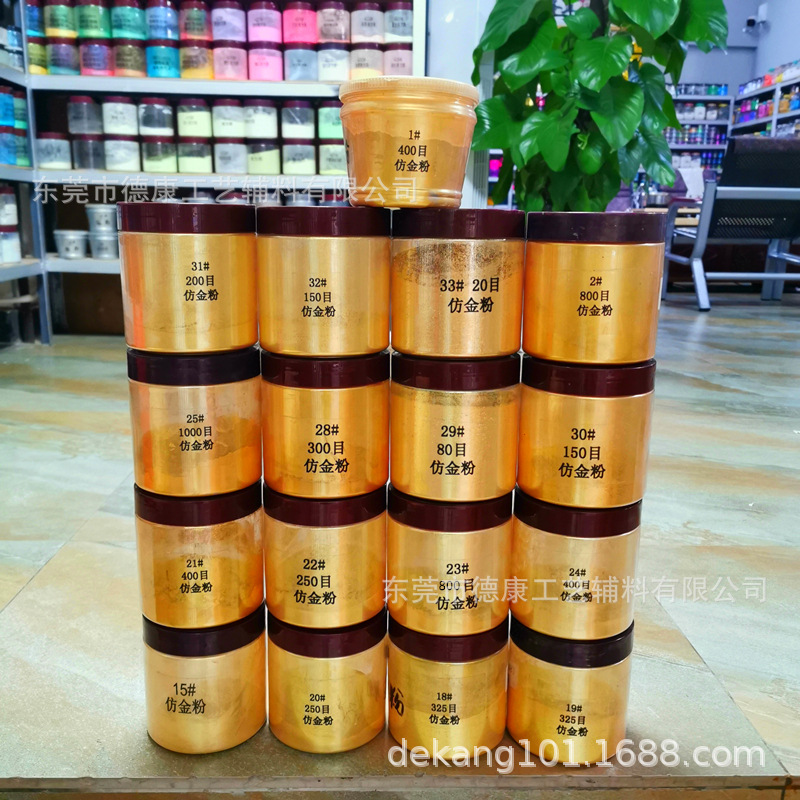 1#
400目
仿金粉
东莞市德康工艺辅料有限公司
31#
200目
仿金粉
32#
150目
仿金粉
33# 20目
仿金粉
2#
800目
仿金粉
25#
1000目
仿金粉
28#
300目
仿金粉
29#
80目
仿金粉
30#
150目
仿金粉
21#
400目
仿金粉
22#
250目
仿金粉
23#
800目
仿金粉
24#
400目
仿金粉
东莞市德康工艺辅料有限公司
15#
仿金粉
20#
250目
仿金粉
18#
325目
仿金粉
19#
325目
仿金粉
dekang101.1688.com